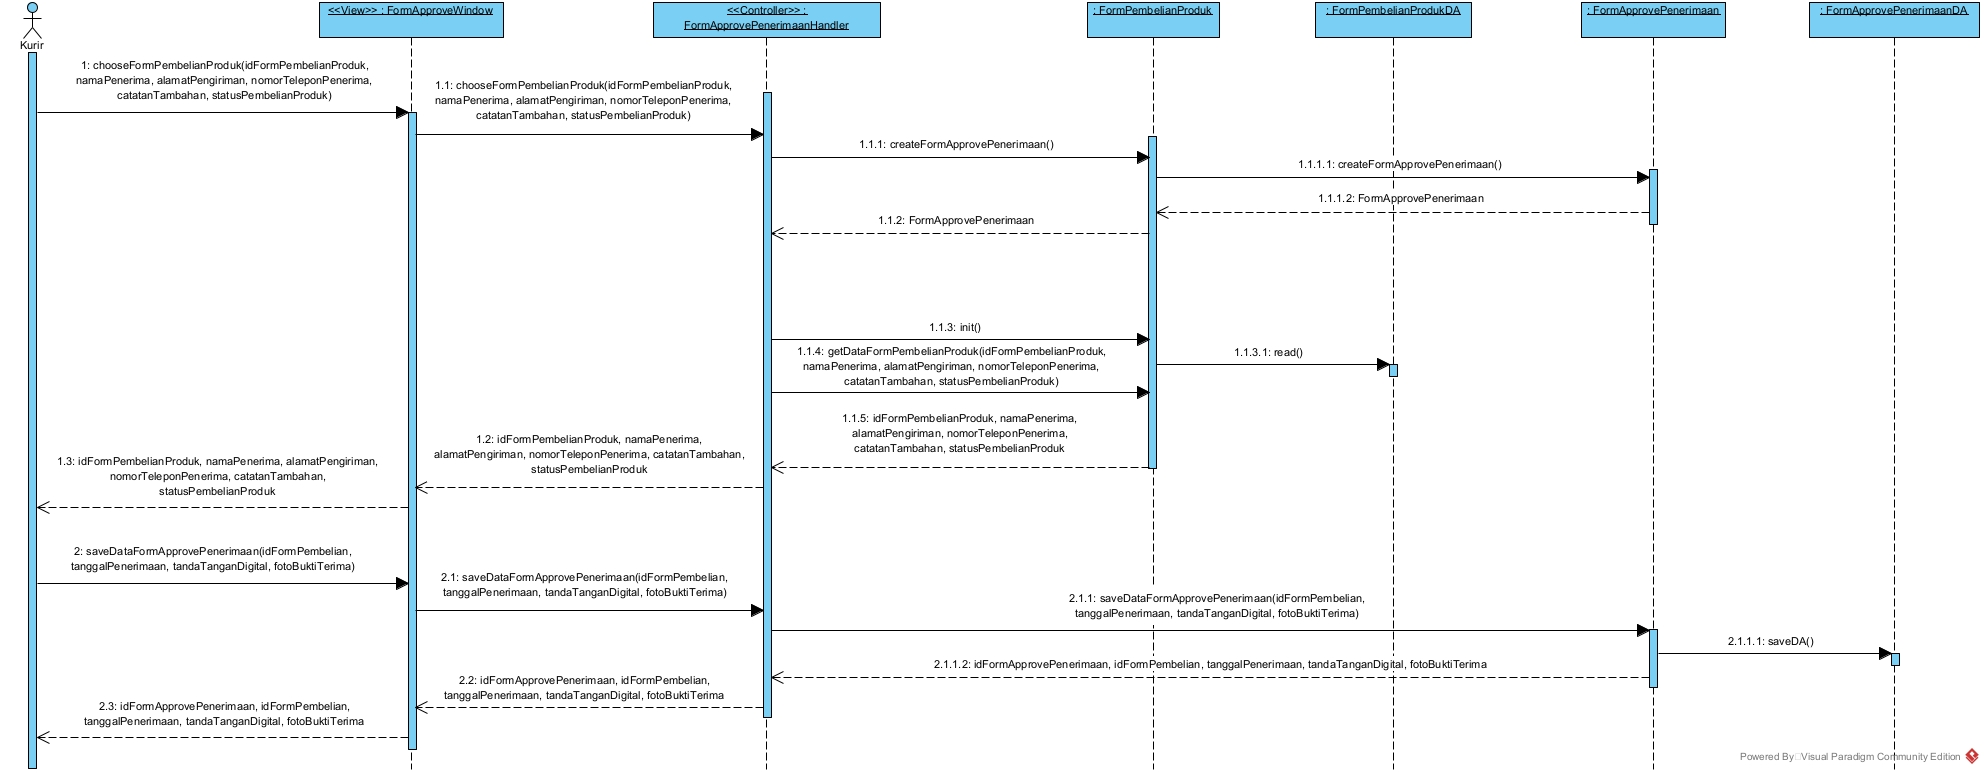 <<View>> : FormApproveWindow
<<Controller>> :
FormApprovePenerimaanHandler
: FormPembelianProduk
: FormPembelianProdukDA
: FormApprovePenerimaan
: FormApprovePenerimaanDA
Kurir
1: chooseFormPembelianProduk(idFormPembelianProduk,
namaPenerima, alamatPengiriman, nomorTeleponPenerima,
catatanTambahan, statusPembelianProduk)
1.1: chooseFormPembelianProduk(idFormPembelianProduk,
namaPenerima, alamatPengiriman, nomorTeleponPenerima,
catatanTambahan, statusPembelianProduk)
1.1.1: createFormApprovePenerimaan()
1.1.1.1: createFormApprovePenerimaan()
1.1.1.2: FormApprovePenerimaan
1.1.2: FormApprovePenerimaan
1.1.3: init()
1.1.4: getDataFormPembelianProduk(idFormPembelianProduk,
namaPenerima, alamatPengiriman, nomorTeleponPenerima,
catatanTambahan, statusPembelianProduk)
1.1.3.1: read()
1.1.5: idFormPembelianProduk, namaPenerima,
alamatPengiriman, nomorTeleponPenerima,
catatanTambahan, statusPembelianProduk
1.2: idFormPembelianProduk, namaPenerima,
alamatPengiriman, nomorTeleponPenerima, catatanTambahan,
statusPembelianProduk
1.3: idFormPembelianProduk, namaPenerima, alamatPengiriman,
nomorTeleponPenerima, catatanTambahan,
statusPembelianProduk
2: saveDataFormApprovePenerimaan(idFormPembelian,
tanggalPenerimaan, tandaTanganDigital, fotoBuktiTerima)
2.1: saveDataFormApprovePenerimaan(idFormPembelian,
tanggalPenerimaan, tandaTanganDigital, fotoBuktiTerima)
2.1.1: saveDataFormApprovePenerimaan(idFormPembelian,
tanggalPenerimaan, tandaTanganDigital, fotoBuktiTerima)
2.1.1.1: saveDA()
2.1.1.2: idFormApprovePenerimaan, idFormPembelian, tanggalPenerimaan, tandaTanganDigital, fotoBuktiTerima
2.2: idFormApprovePenerimaan, idFormPembelian,
tanggalPenerimaan, tandaTanganDigital, fotoBuktiTerima
2.3: idFormApprovePenerimaan, idFormPembelian,
tanggalPenerimaan, tandaTanganDigital, fotoBuktiTerima
Powered By Visual Paradigm Community Edition